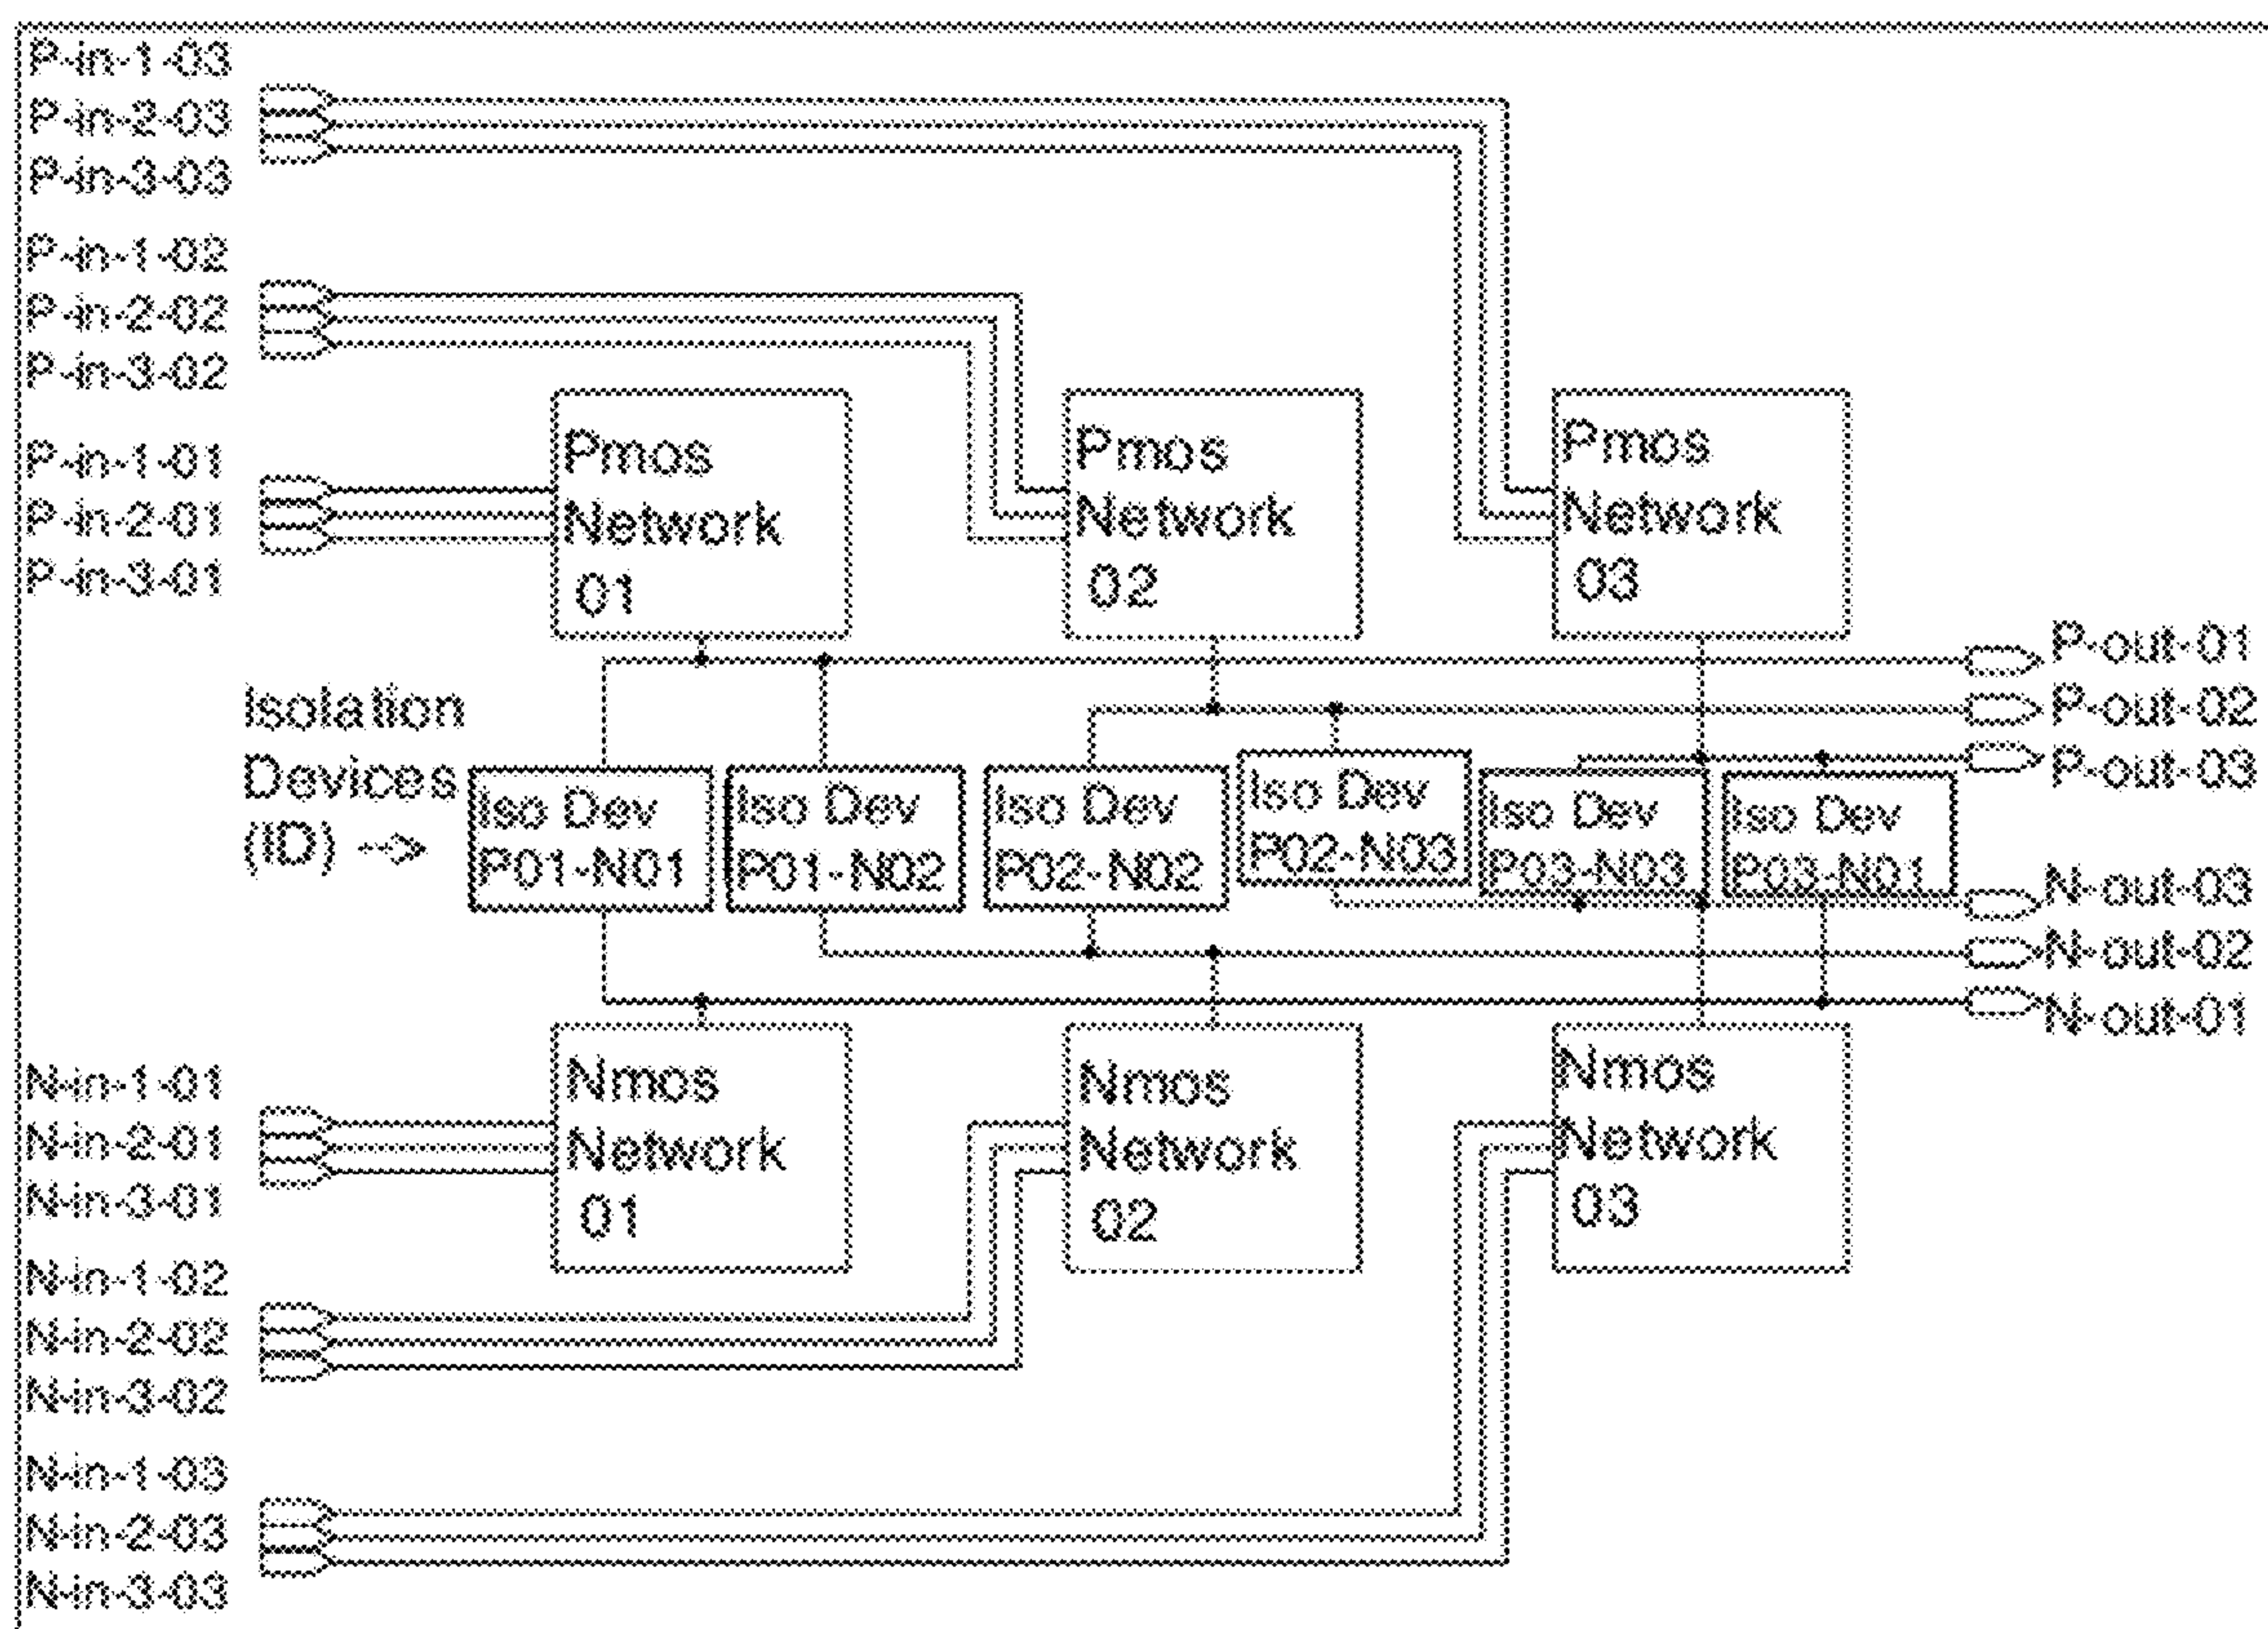 P-in-1-03
P-in-2-03
P-in-3-03
P-in-1-02
P-in-2-02
P-in-3-02
P-in-1-01
P-in-2-01
P-in-3-01
Pmos
Network
01
Pmos
Network
02
Pmos
Network
03
P-out-01
P-out-02
P-out-03
Isolation
Devices
(ID) -->
Iso Dev
P01-N01
Iso Dev
P01-N02
Iso Dev
P02-N02
Iso Dev
P02-N03
Iso Dev
P03-N03
Iso Dev
P03-N01
N-out-03
N-out-02
N-out-01
N-in-1-01
N-in-2-01
N-in-3-01
Nmos
Network
01
Nmos
Network
02
Nmos
Network
03
N-in-1-02
N-in-2-02
N-in-3-02
N-in-1-03
N-in-2-03
N-in-3-03